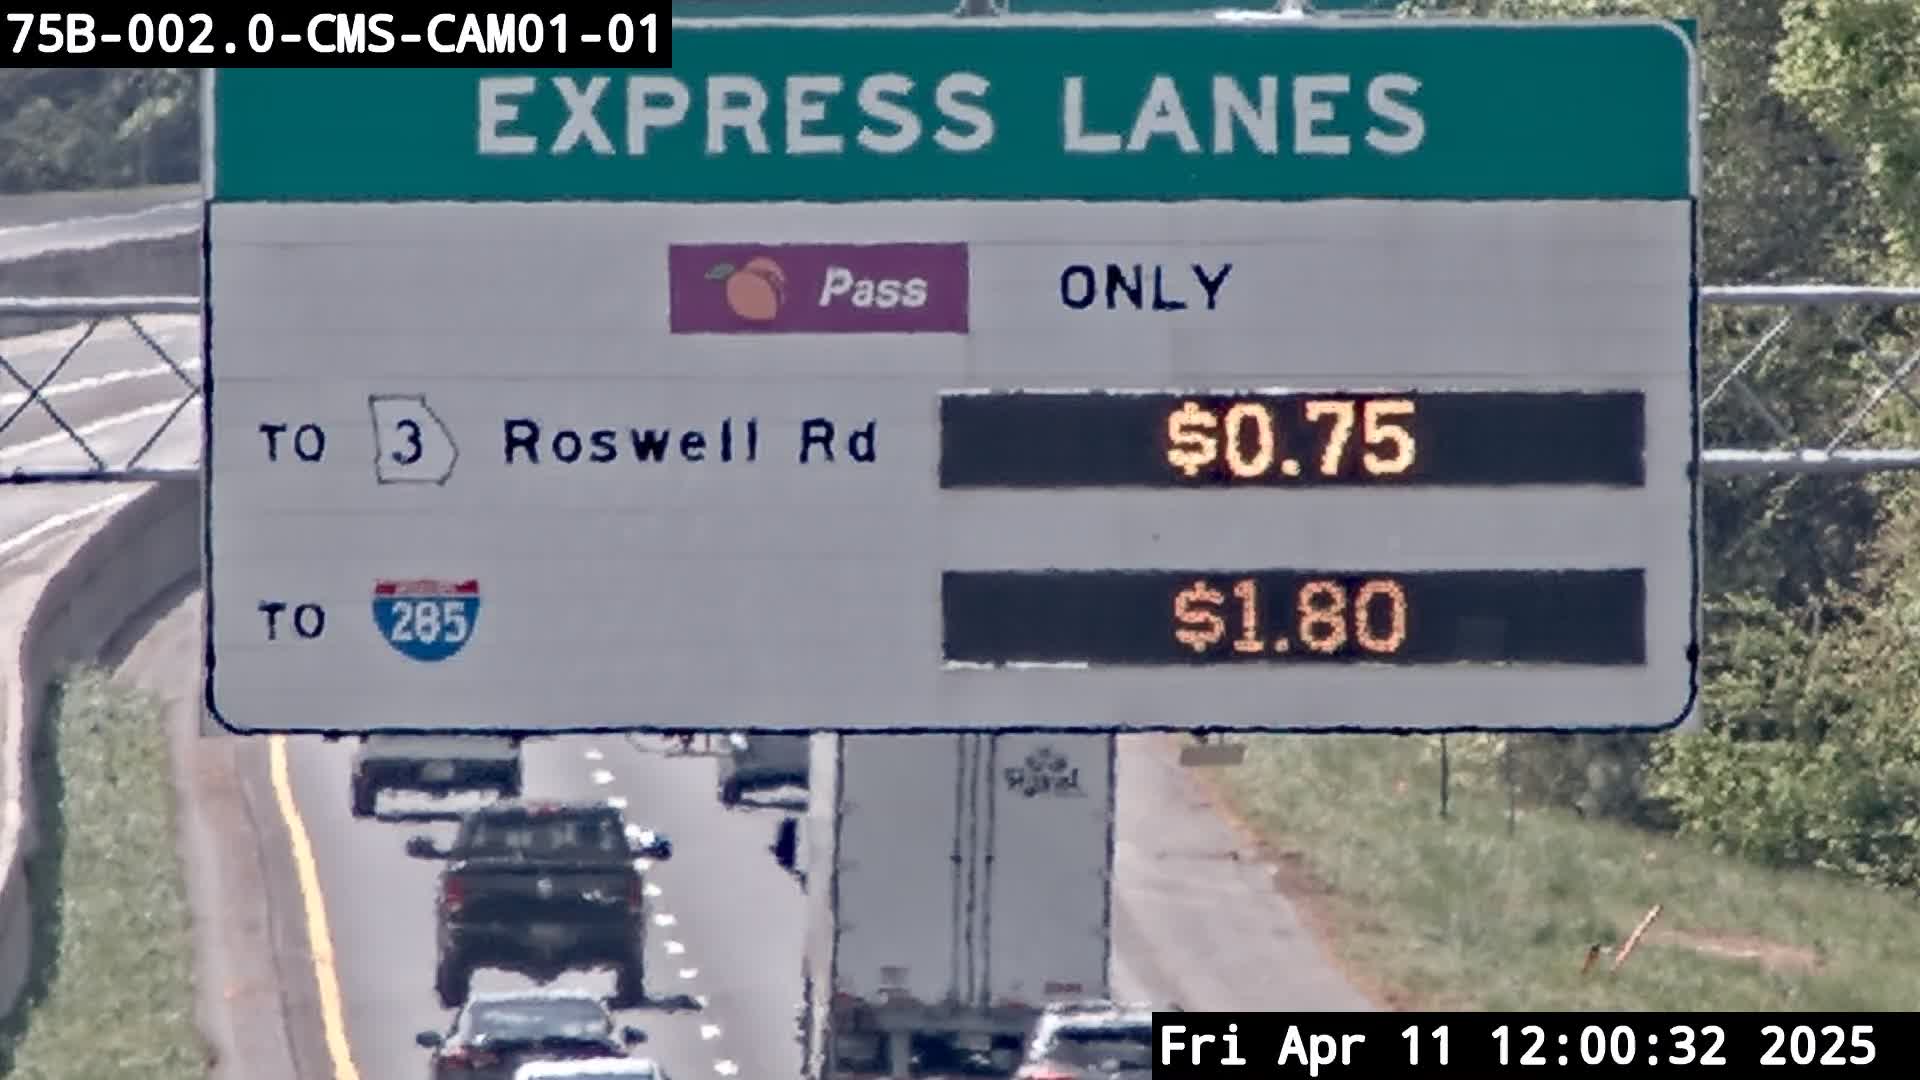 75B-002.0-CMS-CAM01-01
EXPRESS LANES
Pass ONLY
TO 3 Roswell Rd $0.75
TO 285 $1.80
Fri Apr 11 12:00:32 2025